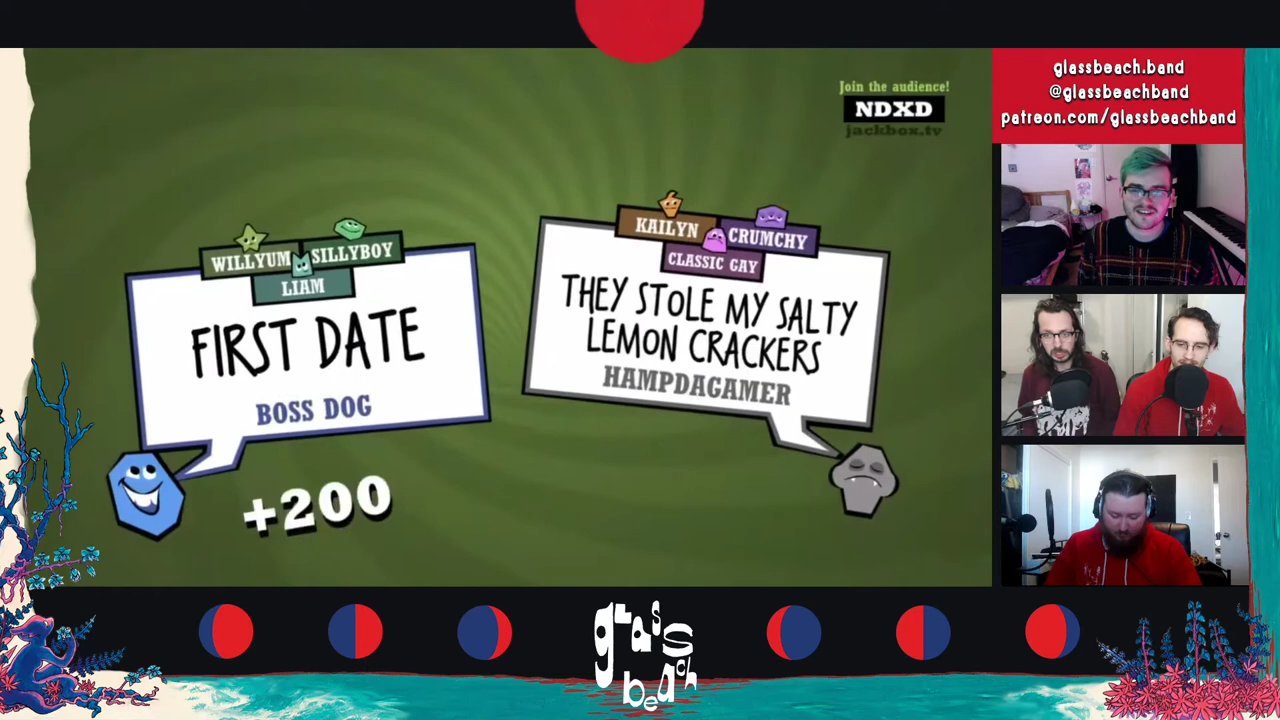 Join the audience!
NDXD
jackbox.tv
glassbeach.band
@glassbeachband
patreon.com/glassbeachband
WILLYUM
SILLYBOY
LIAM
FIRST DATE
BOSS DOG
+200
KAILYN
CRUMCHY
CLASSIC GAY
THEY STOLE MY SALTY
LEMON CRACKERS
HAMPDAGAMER
glass
beach